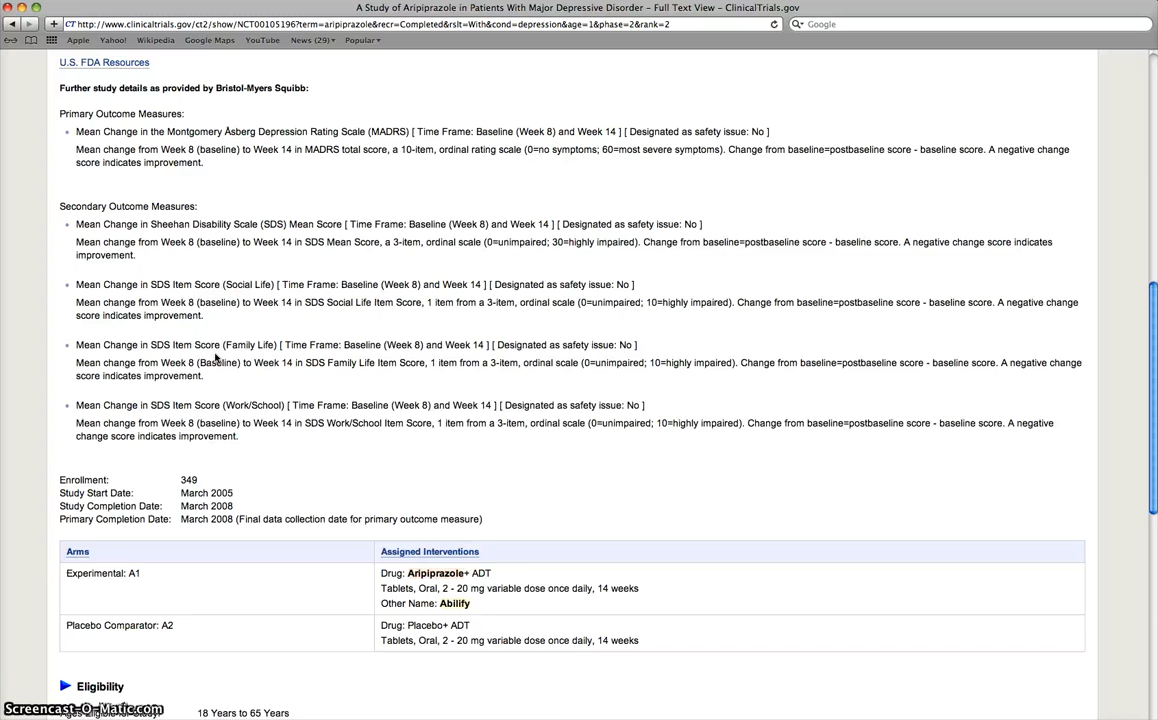 A Study of Aripiprazole in Patients With Major Depressive Disorder - Full Text View - ClinicalTrials.gov
http://www.clinicaltrials.gov/ct2/show/NCT00105196?term=aripiprazole&recr=Completed&rslt=With&cond=depression&age=1&phase=2&rank=2
Google
Apple Yahoo! Wikipedia Google Maps YouTube News (29) Popular
U.S. FDA Resources
Further study details as provided by Bristol-Myers Squibb:
Primary Outcome Measures:
Mean Change in the Montgomery Åsberg Depression Rating Scale (MADRS) [ Time Frame: Baseline (Week 8) and Week 14 ] [ Designated as safety issue: No ]
Mean change from Week 8 (baseline) to Week 14 in MADRS total score, a 10-item, ordinal rating scale (0=no symptoms; 60=most severe symptoms). Change from baseline=postbaseline score - baseline score. A negative change
score indicates improvement.
Secondary Outcome Measures:
Mean Change in Sheehan Disability Scale (SDS) Mean Score [ Time Frame: Baseline (Week 8) and Week 14 ] [ Designated as safety issue: No ]
Mean change from Week 8 (baseline) to Week 14 in SDS Mean Score, a 3-item, ordinal scale (0=unimpaired; 30=highly impaired). Change from baseline=postbaseline score - baseline score. A negative change score indicates
improvement.
Mean Change in SDS Item Score (Social Life) [ Time Frame: Baseline (Week 8) and Week 14 ] [ Designated as safety issue: No ]
Mean change from Week 8 (baseline) to Week 14 in SDS Social Life Item Score, 1 item from a 3-item, ordinal scale (0=unimpaired; 10=highly impaired). Change from baseline=postbaseline score - baseline score. A negative change
score indicates improvement.
Mean Change in SDS Item Score (Family Life) [ Time Frame: Baseline (Week 8) and Week 14 ] [ Designated as safety issue: No ]
Mean change from Week 8 (Baseline) to Week 14 in SDS Family Life Item Score, 1 item from a 3-item, ordinal scale (0=unimpaired; 10=highly impaired). Change from baseline=postbaseline score - baseline score. A negative change
score indicates improvement.
Mean Change in SDS Item Score (Work/School) [ Time Frame: Baseline (Week 8) and Week 14 ] [ Designated as safety issue: No ]
Mean change from Week 8 (baseline) to Week 14 in SDS Work/School Item Score, 1 item from a 3-item, ordinal scale (0=unimpaired; 10=highly impaired). Change from baseline=postbaseline score - baseline score. A negative
change score indicates improvement.
Enrollment: 349
Study Start Date: March 2005
Study Completion Date: March 2008
Primary Completion Date: March 2008 (Final data collection date for primary outcome measure)
Arms Assigned Interventions
Experimental: A1 Drug: Aripiprazole+ ADT
Tablets, Oral, 2 - 20 mg variable dose once daily, 14 weeks
Other Name: Abilify
Placebo Comparator: A2 Drug: Placebo+ ADT
Tablets, Oral, 2 - 20 mg variable dose once daily, 14 weeks
Eligibility
Screencast-O-Matic.com
18 Years to 65 Years